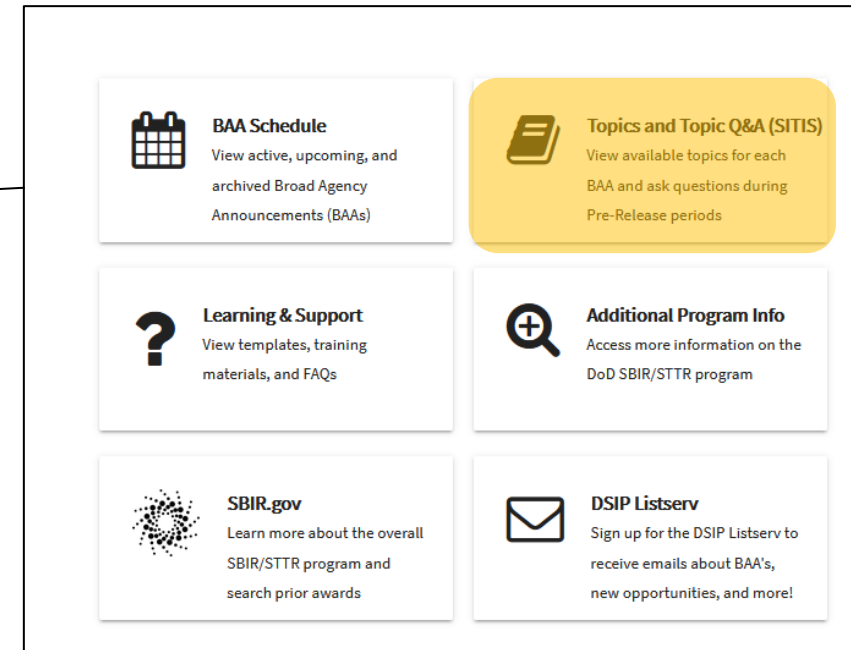 BAA Schedule
View active, upcoming, and
archived Broad Agency
Announcements (BAAs)
Topics and Topic Q&A (SITIS)
View available topics for each
BAA and ask questions during
Pre-Release periods
Learning & Support
View templates, training
materials, and FAQs
Additional Program Info
Access more information on the
DoD SBIR/STTR program
SBIR.gov
Learn more about the overall
SBIR/STTR program and
search prior awards
DSIP Listserv
Sign up for the DSIP Listserv to
receive emails about BAA's,
new opportunities, and more!